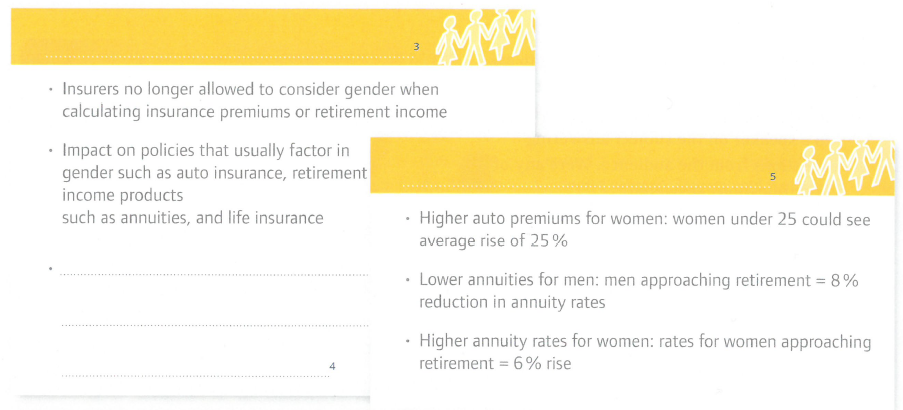 3
• Insurers no longer allowed to consider gender when
calculating insurance premiums or retirement income
• Impact on policies that usually factor in
gender such as auto insurance, retirement
income products
such as annuities, and life insurance
•
4
5
• Higher auto premiums for women: women under 25 could see
average rise of 25 %
• Lower annuities for men: men approaching retirement = 8 %
reduction in annuity rates
• Higher annuity rates for women: rates for women approaching
retirement = 6 % rise